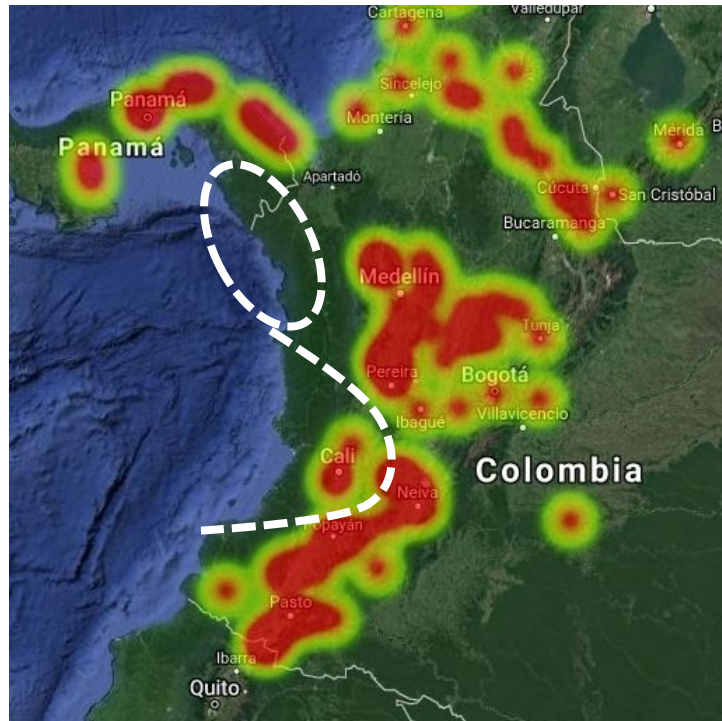 Cartagena
Valledupar
Sincelejo
Panamá
Montería
Panamá
Mérida
B
Apartadó
Cúcuta
San Cristóbal
Bucaramanga
Medellín
Tunja
Pereira
Bogotá
Ibagué
Villavicencio
Cali
Colombia
Neiva
Popayán
Pasto
Ibarra
Quito